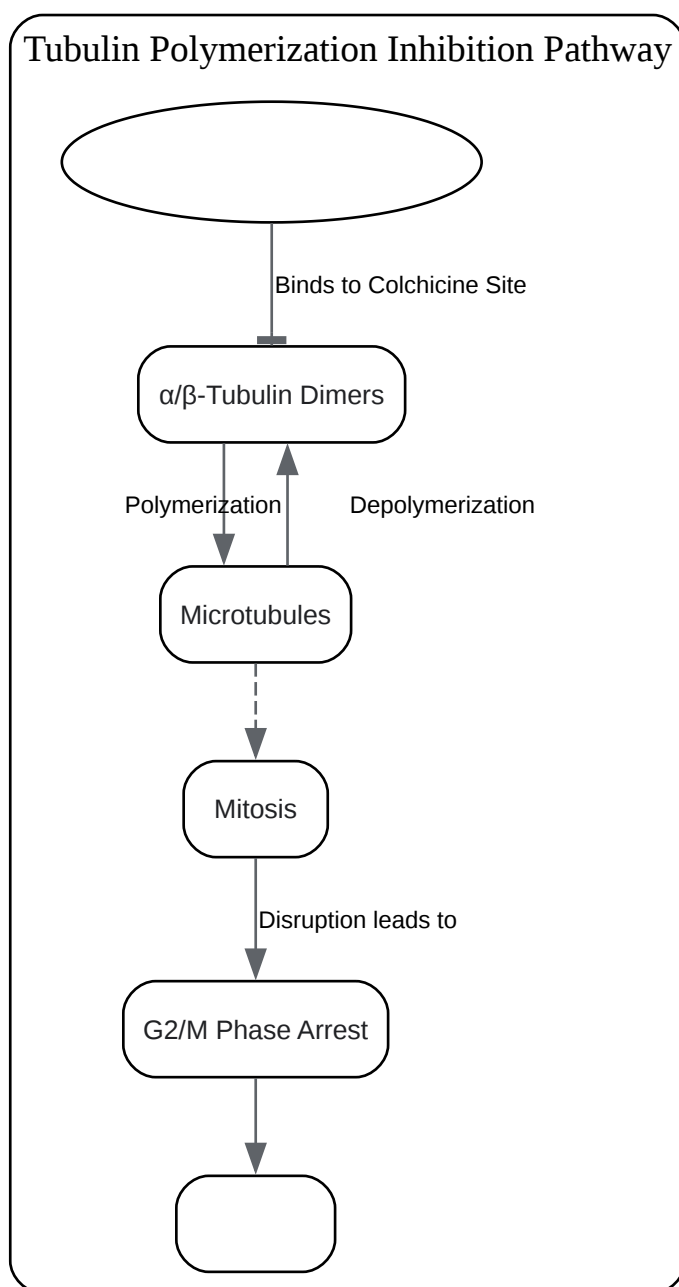 Tubulin Polymerization Inhibition Pathway
Binds to Colchicine Site
α/β-Tubulin Dimers
Polymerization
Depolymerization
Microtubules
Mitosis
Disruption leads to
G2/M Phase Arrest